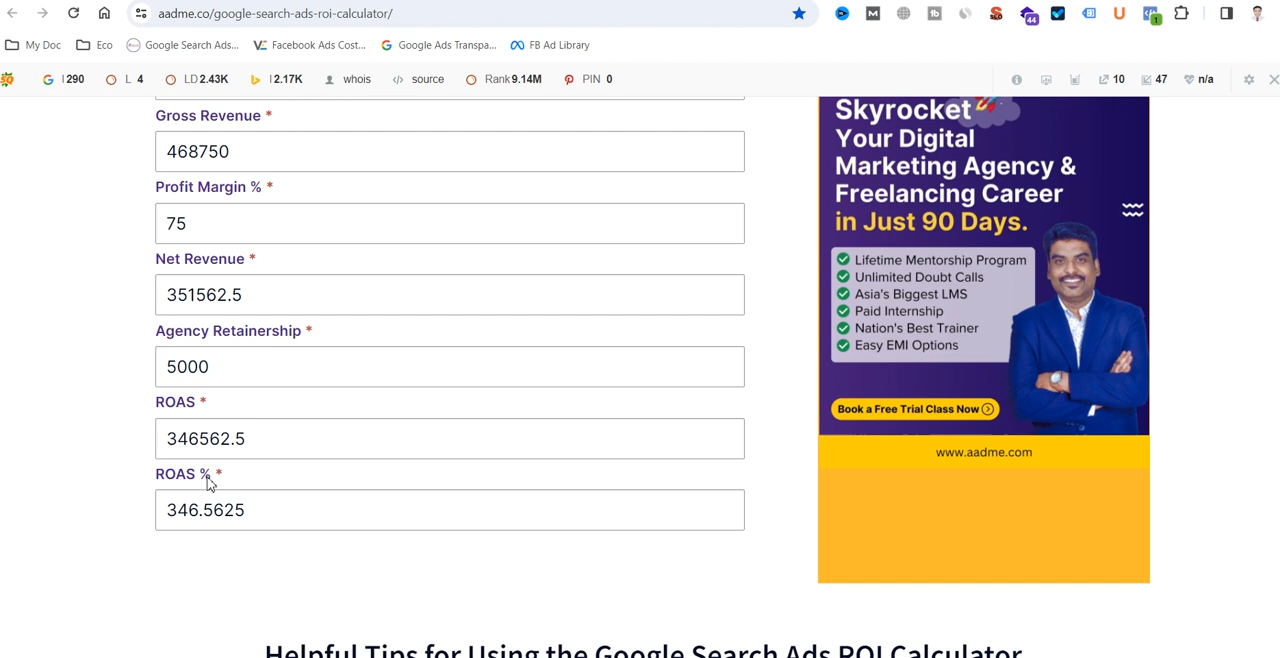 aadme.co/google-search-ads-roi-calculator/
44
1
My Doc
Eco
Google Search Ads...
Facebook Ads Cost...
Google Ads Transpa...
FB Ad Library
I 290
L 4
LD 2.43K
I 2.17K
whois
source
Rank 9.14M
PIN 0
10
47
n/a
Gross Revenue *
468750
Profit Margin % *
75
Net Revenue *
351562.5
Agency Retainership *
5000
ROAS *
346562.5
ROAS % *
346.5625
Skyrocket
Your Digital
Marketing Agency &
Freelancing Career
in Just 90 Days.
Lifetime Mentorship Program
Unlimited Doubt Calls
Asia's Biggest LMS
Paid Internship
Nation's Best Trainer
Easy EMI Options
Book a Free Trial Class Now
www.aadme.com
Helpful Tips for Using the Google Search Ads ROI Calculator